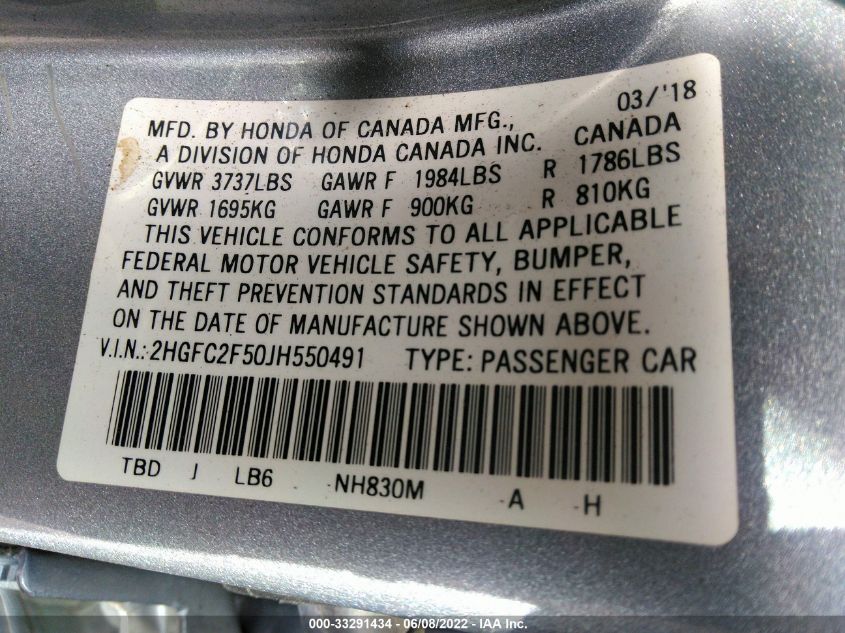 03/'18
MFD. BY HONDA OF CANADA MFG.,
A DIVISION OF HONDA CANADA INC. CANADA
GVWR 3737LBS GAWR F 1984LBS R 1786LBS
GVWR 1695KG GAWR F 900KG R 810KG
THIS VEHICLE CONFORMS TO ALL APPLICABLE
FEDERAL MOTOR VEHICLE SAFETY, BUMPER,
AND THEFT PREVENTION STANDARDS IN EFFECT
ON THE DATE OF MANUFACTURE SHOWN ABOVE.
V.I.N.: 2HGFC2F50JH550491 TYPE: PASSENGER CAR
TBD J LB6 -NH830M -A -H
000-33291434 - 06/08/2022 - IAA Inc.